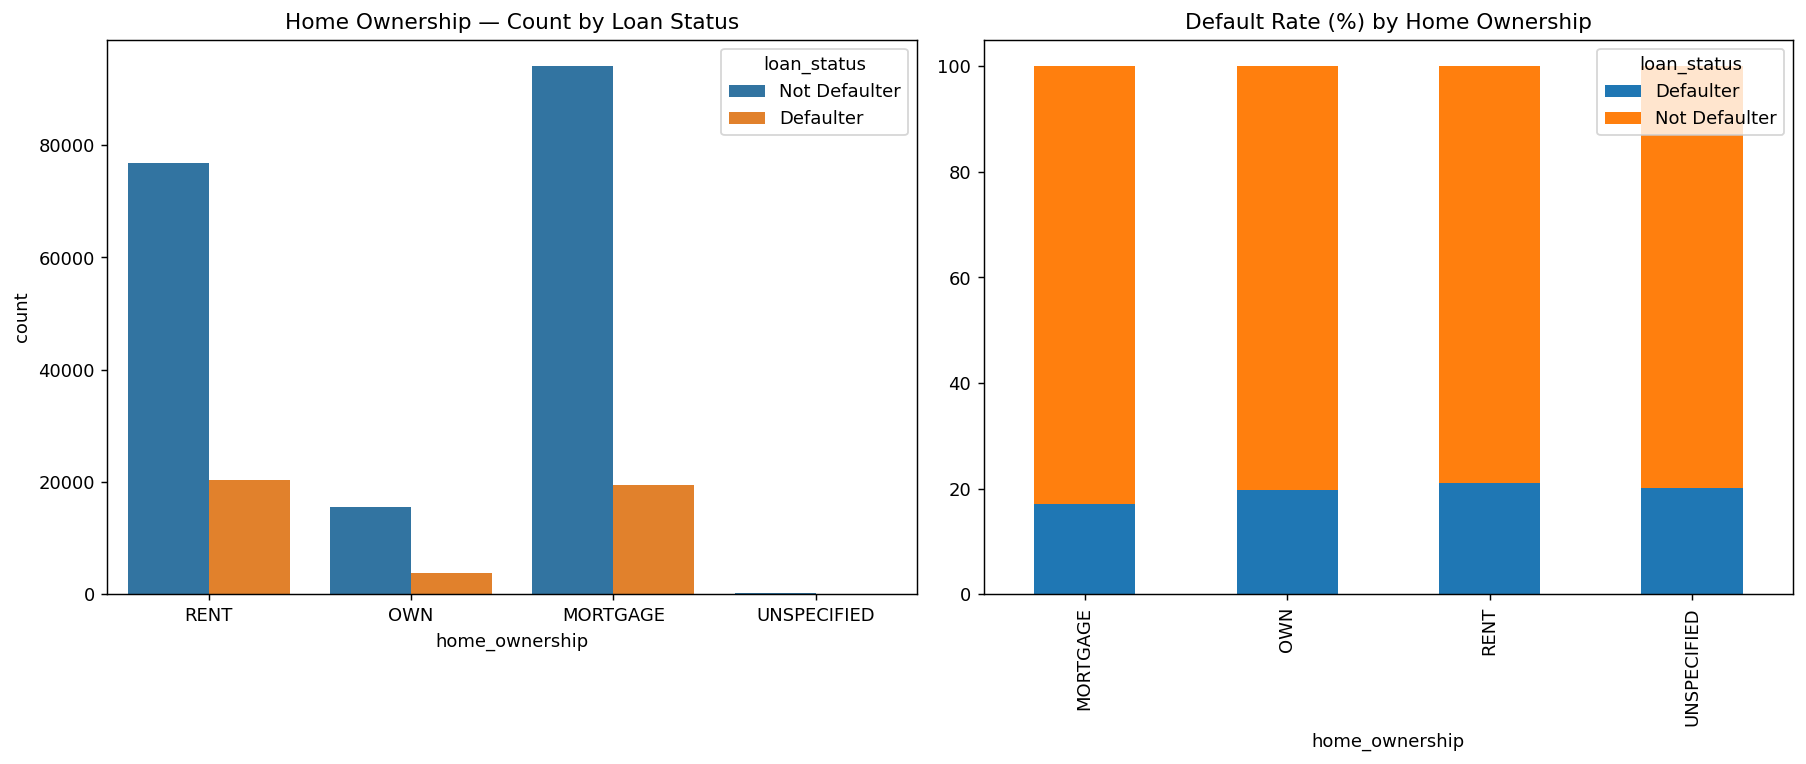 Home Ownership — Count by Loan Status
loan_status
Not Defaulter
Defaulter
80000
60000
40000
20000
0
count
RENT
OWN
MORTGAGE
UNSPECIFIED
home_ownership
Default Rate (%) by Home Ownership
loan_status
Defaulter
Not Defaulter
100
80
60
40
20
0
MORTGAGE
OWN
RENT
UNSPECIFIED
home_ownership